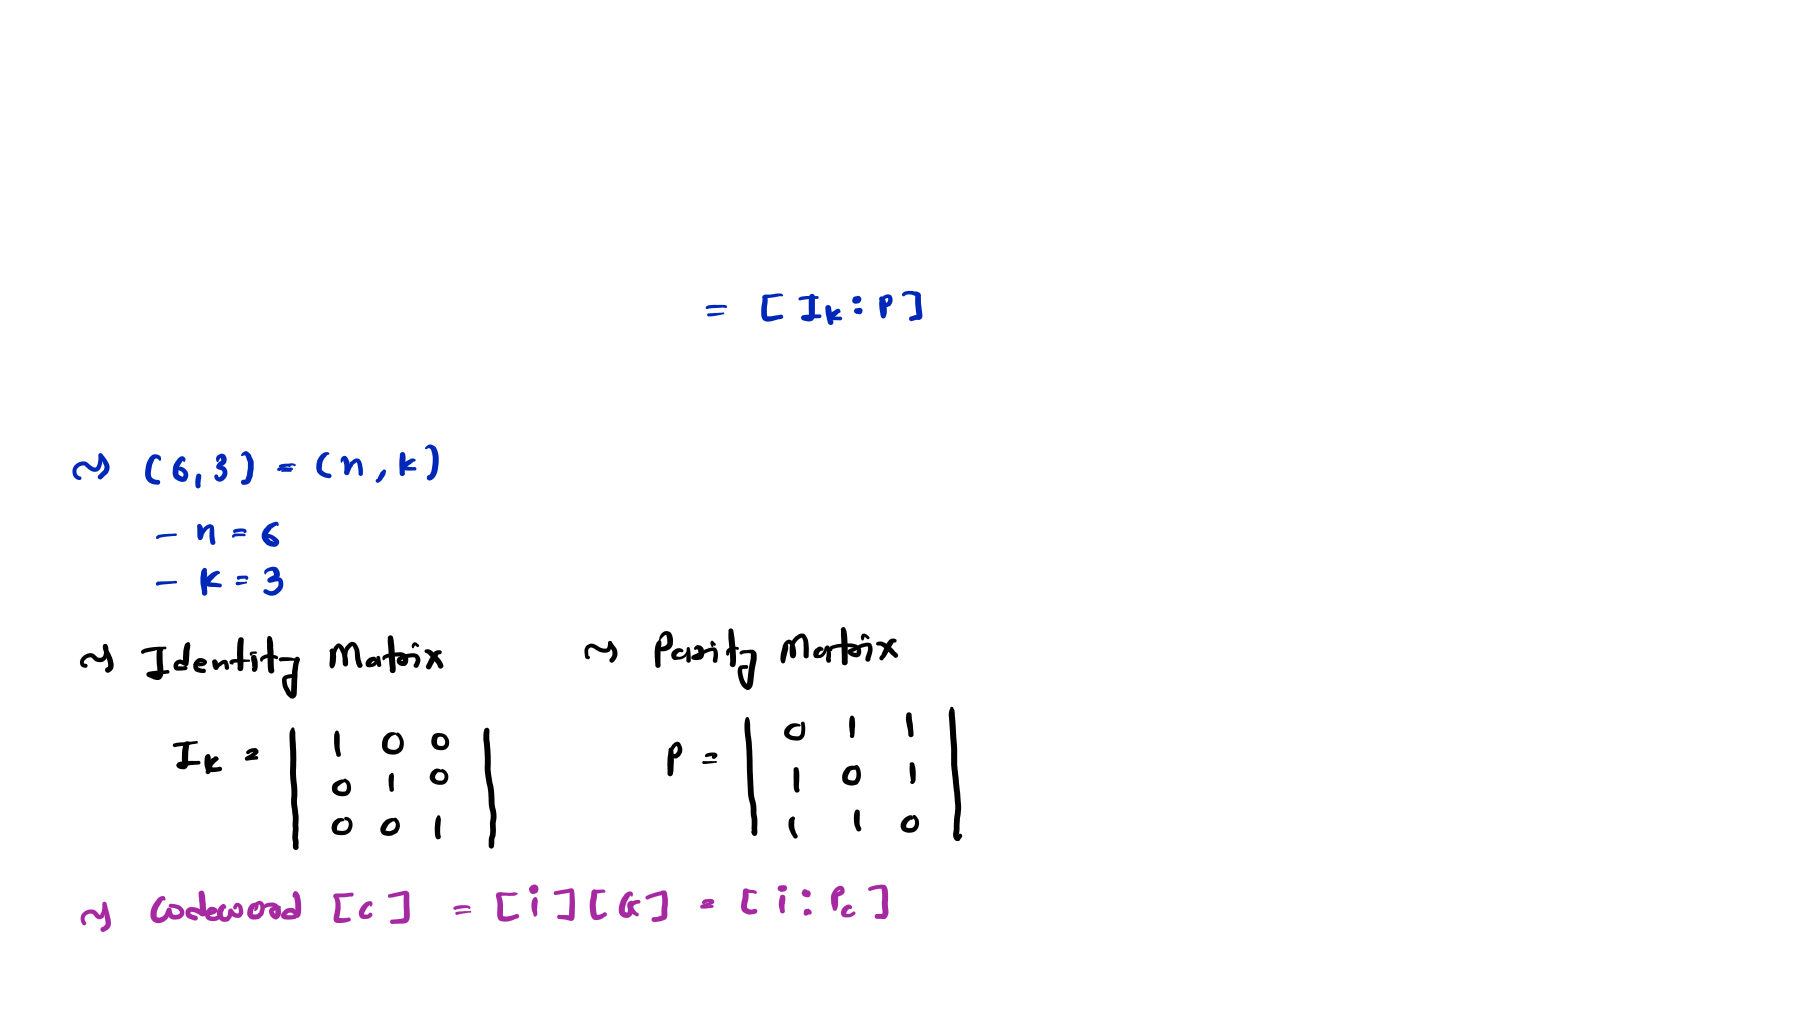 = [ Ik : P ]
~ (6,3) = (n, k)
- n = 6
- k = 3
~ Identity Matrix ~ Parity Matrix
Ik = | 1 0 0 | P = | 0 1 1 |
| 0 1 0 | | 1 0 1 |
| 0 0 1 | | 1 1 0 |
~ Codeword [c] = [i][G] = [i : Pc]